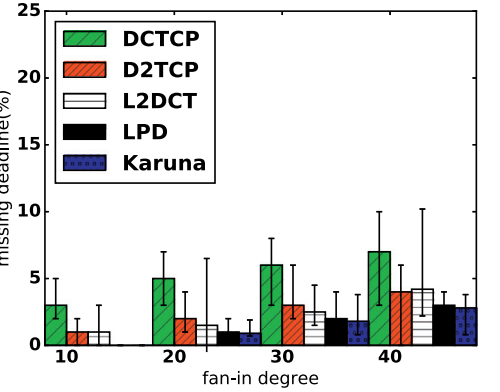 25
20
15
10
5
0
missing deadline(%)
DCTCP
D2TCP
L2DCT
LPD
Karuna
10 20 30 40
fan-in degree